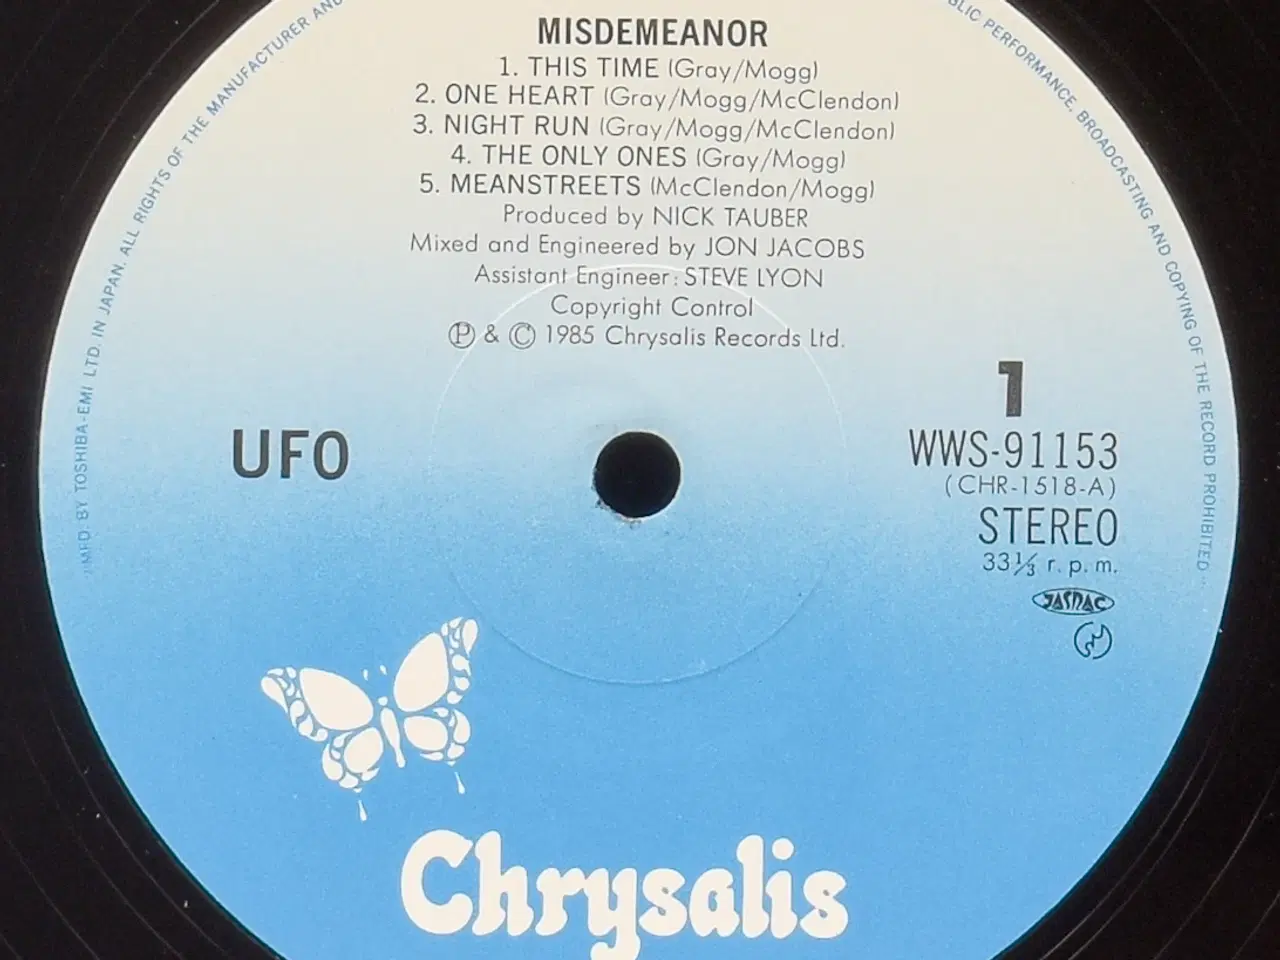 MISDEMEANOR
1. THIS TIME (Gray/Mogg)
2. ONE HEART (Gray/Mogg/McClendon)
3. NIGHT RUN (Gray/Mogg/McClendon)
4. THE ONLY ONES (Gray/Mogg)
5. MEANSTREETS (McClendon/Mogg)
Produced by NICK TAUBER
Mixed and Engineered by JON JACOBS
Assistant Engineer: STEVE LYON
Copyright Control
Ⓟ & © 1985 Chrysalis Records Ltd.
UFO
1
WWS-91153
(CHR-1518-A)
STEREO
33⅓ r.p.m.
JASRAC
Chrysalis
MFD. BY TOSHIBA-EMI LTD. IN JAPAN. ALL RIGHTS OF THE MANUFACTURER AND
PUBLIC PERFORMANCE, BROADCASTING AND COPYING OF THE RECORD PROHIBITED